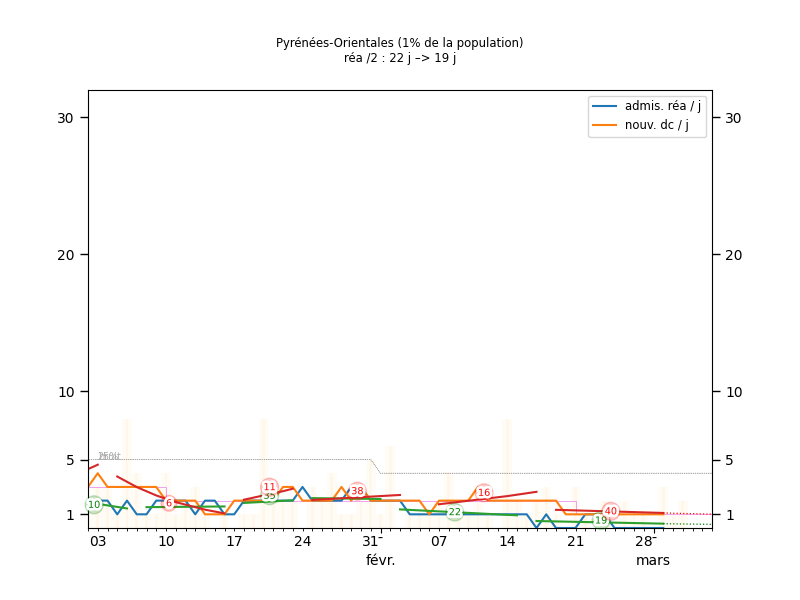 Pyrénées-Orientales (1% de la population)
réa /2 : 22 j –> 19 j
admis. réa / j
nouv. dc / j
30 30
20 20
10 10
5 5
1 1
10
6
11
35
38
22
16
19
40
03 10 17 24 31 07 14 21 28
févr. mars